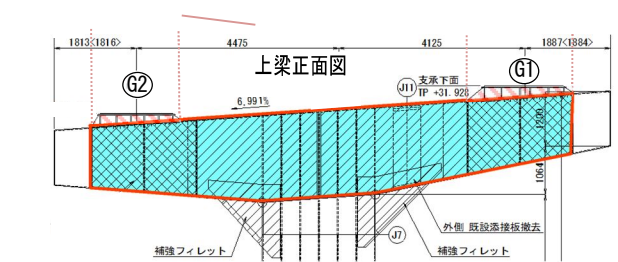 1813<1816>
4475
4125
1887<1884>
上梁正面図
G2
G1
J11
支承下面
TP +31.928
6,991%
1200
1064
外側 既設添接板撤去
J7
補強フィレット
補強フィレット